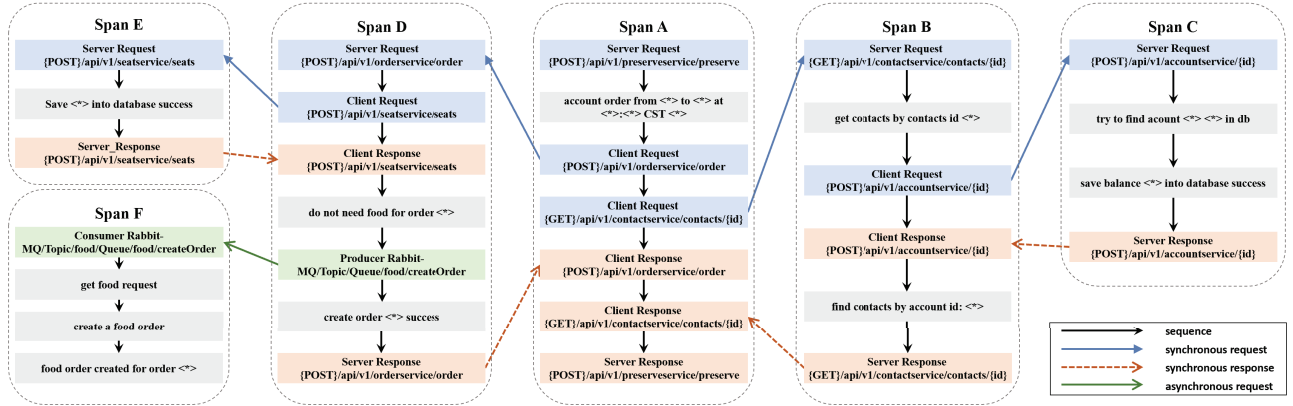 Span E
Server Request
{POST}/api/v1/seatservice/seats
Save <*> into database success
Server_Response
{POST}/api/v1/seatservice/seats
Span F
Consumer Rabbit-
MQ/Topic/food/Queue/food/createOrder
get food request
create a food order
food order created for order <*>
Span D
Server Request
{POST}/api/v1/orderservice/order
Client Request
{POST}/api/v1/seatservice/seats
Client Response
{POST}/api/v1/seatservice/seats
do not need food for order <*>
Producer Rabbit-
MQ/Topic/Queue/food/createOrder
create order <*> success
Server Response
{POST}/api/v1/orderservice/order
Span A
Server Request
{POST}/api/v1/preserveservice/preserve
account order from <*> to <*> at
<*>:<*> CST <*>
Client Request
{POST}/api/v1/orderservice/order
Client Request
{GET}/api/v1/contactservice/contacts/{id}
Client Response
{POST}/api/v1/orderservice/order
Client Response
{GET}/api/v1/contactservice/contacts/{id}
Server Response
{POST}/api/v1/preserveservice/preserve
Span B
Server Request
{GET}/api/v1/contactservice/contacts/{id}
get contacts by contacts id <*>
Client Request
{POST}/api/v1/accountservice/{id}
Client Response
{POST}/api/v1/accountservice/{id}
find contacts by account id: <*>
Server Response
{GET}/api/v1/contactservice/contacts/{id}
Span C
Server Request
{POST}/api/v1/accountservice/{id}
try to find acount <*> <*> in db
save balance <*> into database success
Server Response
{POST}/api/v1/accountservice/{id}
sequence
synchronous request
synchronous response
asynchronous request